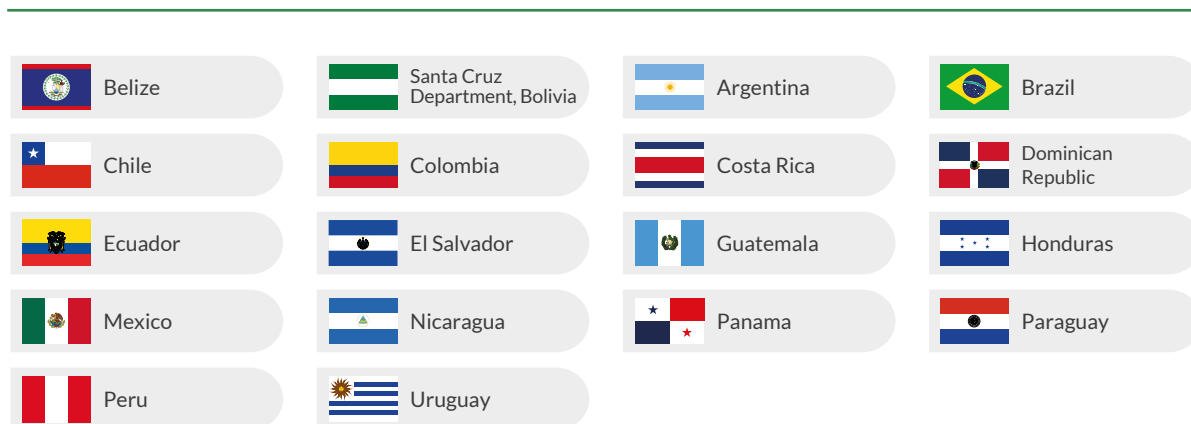 Belize
Santa Cruz
Department, Bolivia
Argentina
Brazil
Chile
Colombia
Costa Rica
Dominican
Republic
Ecuador
El Salvador
Guatemala
Honduras
Mexico
Nicaragua
Panama
Paraguay
Peru
Uruguay